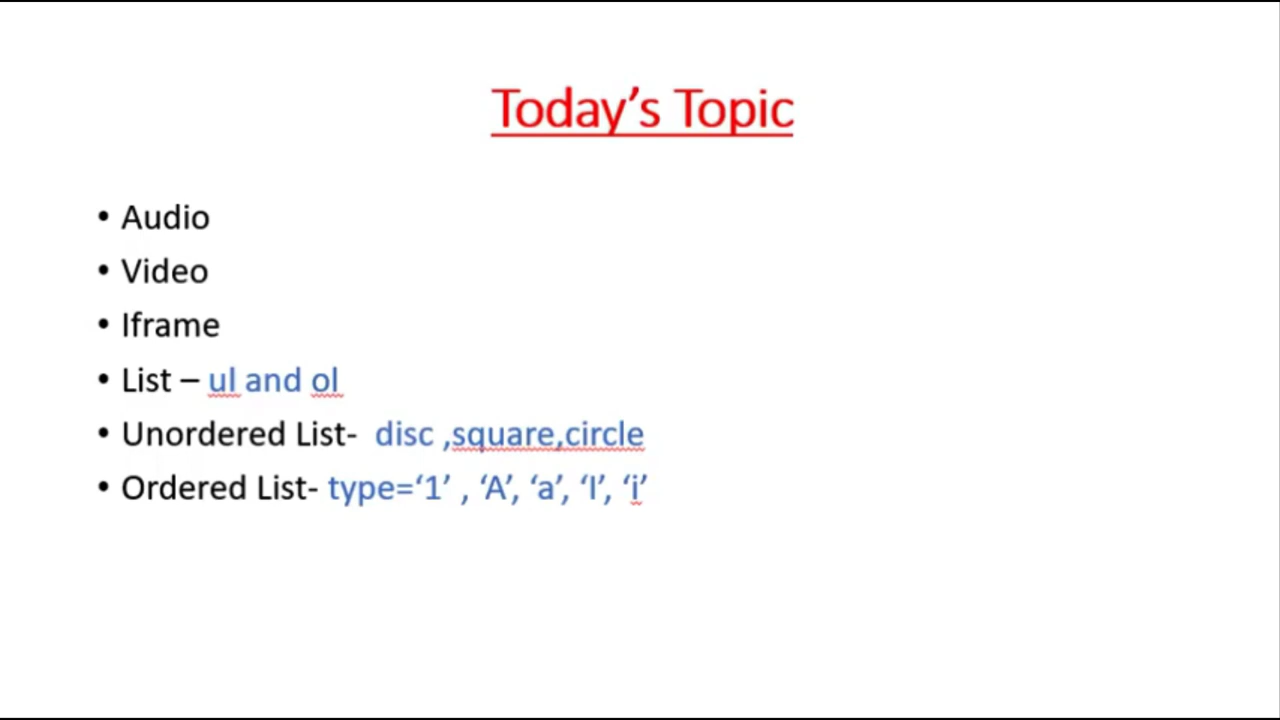 Today’s Topic
• Audio
• Video
• Iframe
• List – ul and ol
• Unordered List-  disc ,square,circle
• Ordered List- type=‘1’ , ‘A’, ‘a’, ‘I’, ‘i’